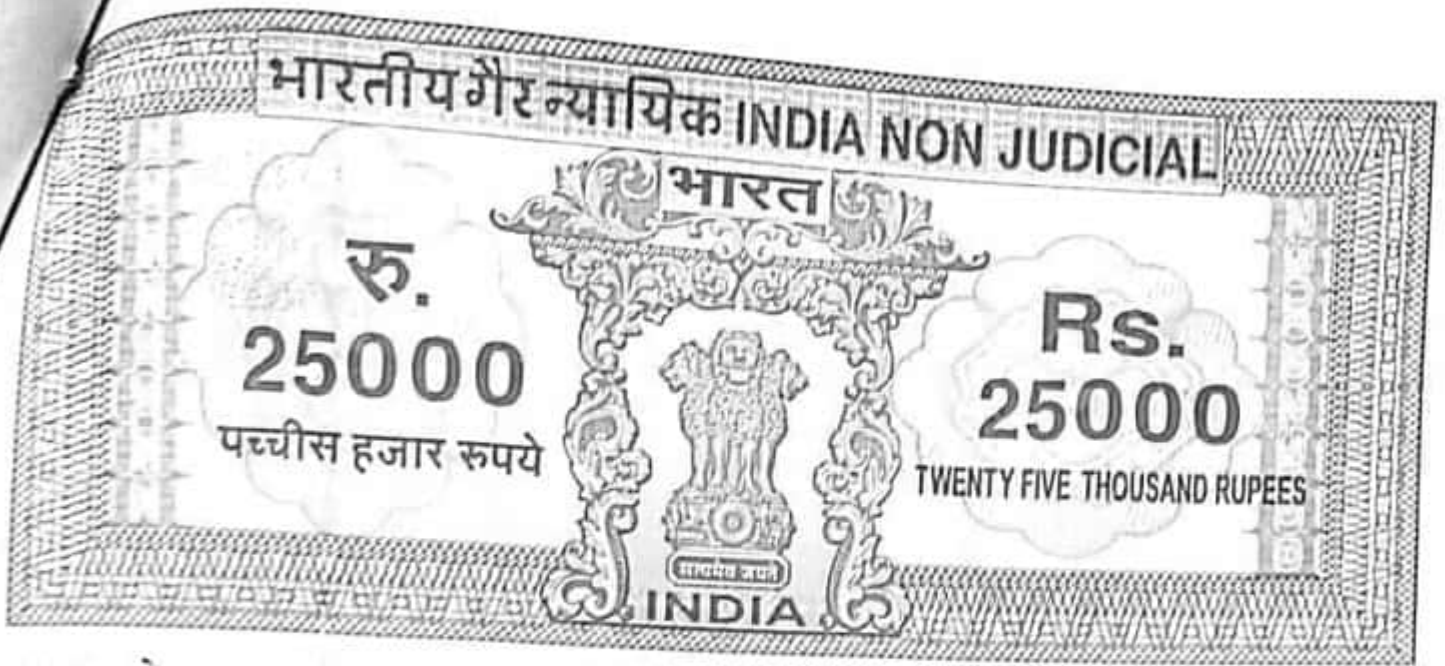 भारतीय गैर न्यायिक INDIA NON JUDICIAL
भारत
रु.
25000
पच्चीस हजार रुपये
Rs.
25000
TWENTY FIVE THOUSAND RUPEES
सत्यमेव जयते
INDIA